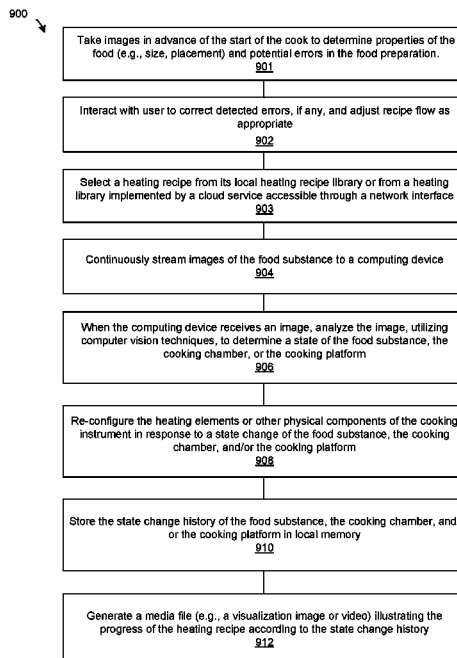 900
Take images in advance of the start of the cook to determine properties of the
food (e.g., size, placement) and potential errors in the food preparation.
901
Interact with user to correct detected errors, if any, and adjust recipe flow as
appropriate
902
Select a heating recipe from its local heating recipe library or from a heating
library implemented by a cloud service accessible through a network interface
903
Continuously stream images of the food substance to a computing device
904
When the computing device receives an image, analyze the image, utilizing
computer vision techniques, to determine a state of the food substance, the
cooking chamber, or the cooking platform
906
Re-configure the heating elements or other physical components of the cooking
instrument in response to a state change of the food substance, the cooking
chamber, and/or the cooking platform
908
Store the state change history of the food substance, the cooking chamber, and/
or the cooking platform in local memory
910
Generate a media file (e.g., a visualization image or video) illustrating the
progress of the heating recipe according to the state change history
912